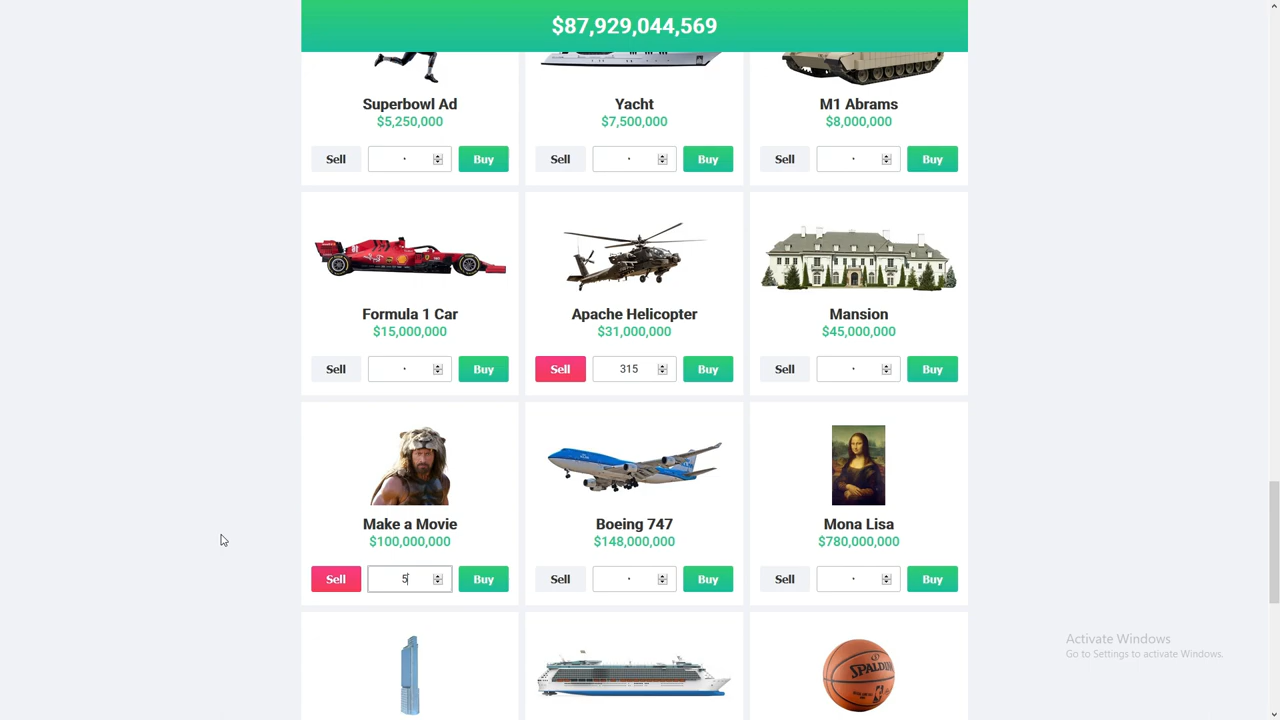 $87,929,044,569
Superbowl Ad
$5,250,000
Sell
Buy
Yacht
$7,500,000
Sell
Buy
M1 Abrams
$8,000,000
Sell
Buy
Formula 1 Car
$15,000,000
Sell
Buy
Apache Helicopter
$31,000,000
Sell
315
Buy
Mansion
$45,000,000
Sell
Buy
Make a Movie
$100,000,000
Sell
5
Buy
Boeing 747
$148,000,000
Sell
Buy
Mona Lisa
$780,000,000
Sell
Buy
SPALDING
Activate Windows
Go to Settings to activate Windows.